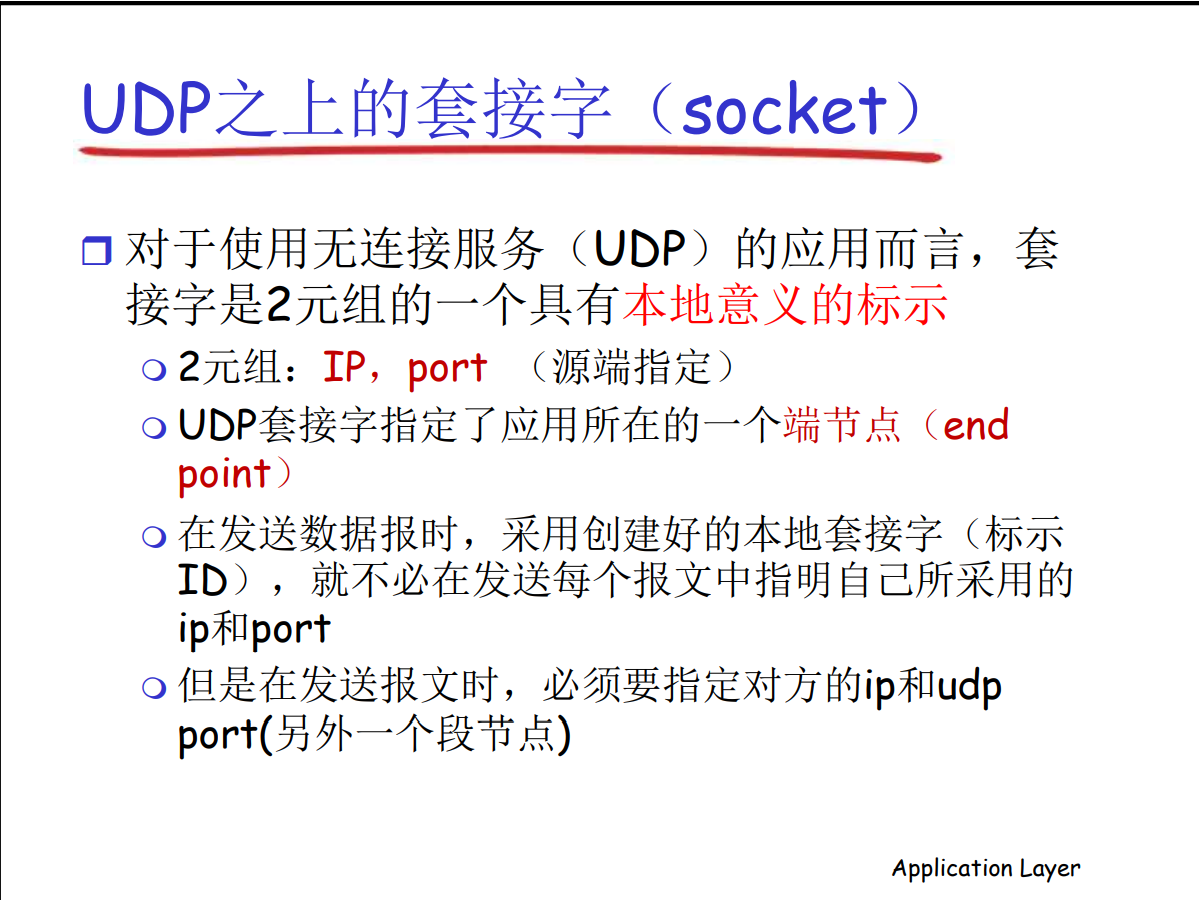 UDP之上的套接字（socket）
对于使用无连接服务（UDP）的应用而言，套
接字是2元组的一个具有本地意义的标示
2元组：IP，port （源端指定）
UDP套接字指定了应用所在的一个端节点（end
point）
在发送数据报时，采用创建好的本地套接字（标示
ID），就不必在发送每个报文中指明自己所采用的
ip和port
但是在发送报文时，必须要指定对方的ip和udp
port(另外一个段节点)
Application Layer